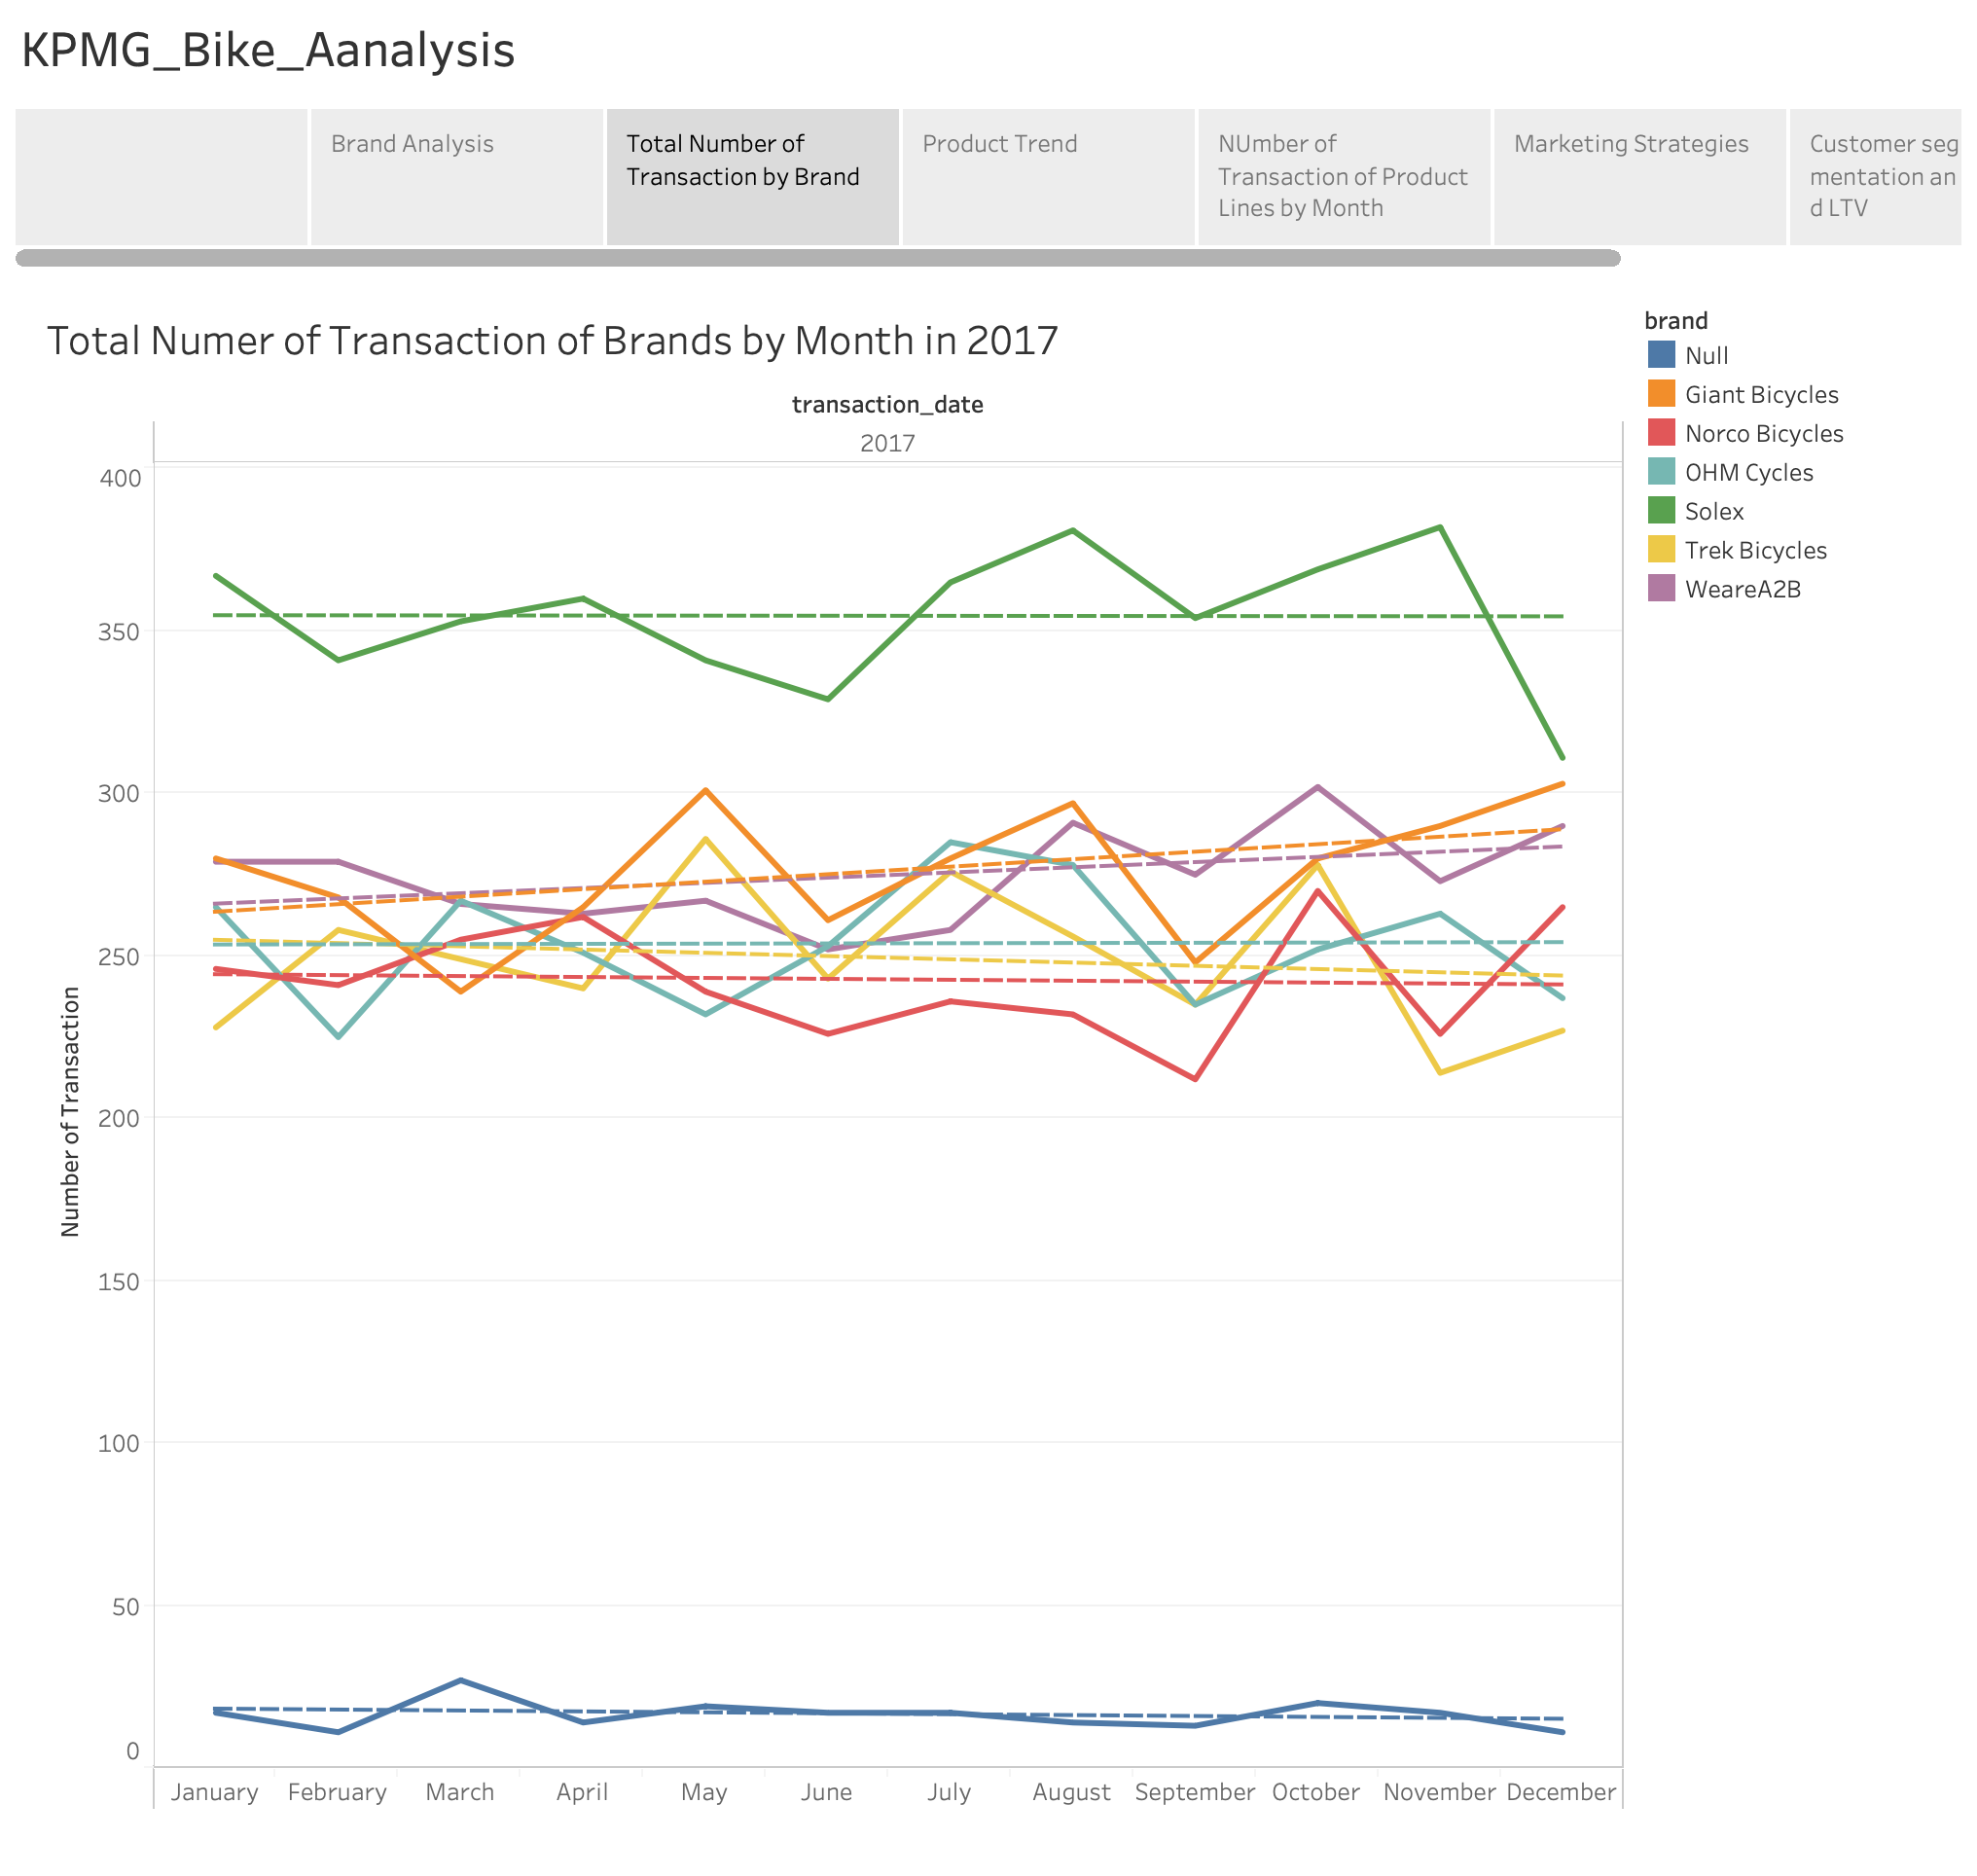 KPMG_Bike_Aanalysis
Brand Analysis
Total Number of
Transaction by Brand
Product Trend
NUmber of
Transaction of Product
Lines by Month
Marketing Strategies
Customer seg
mentation an
d LTV
Total Numer of Transaction of Brands by Month in 2017
transaction_date
2017
400
350
300
250
200
150
100
50
0
Number of Transaction
January
February
March
April
May
June
July
August
September
October
November
December
brand
Null
Giant Bicycles
Norco Bicycles
OHM Cycles
Solex
Trek Bicycles
WeareA2B